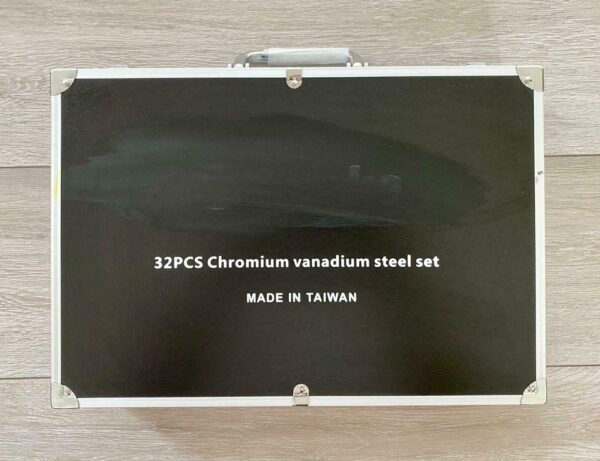 32PCS Chromium vanadium steel set
MADE IN TAIWAN